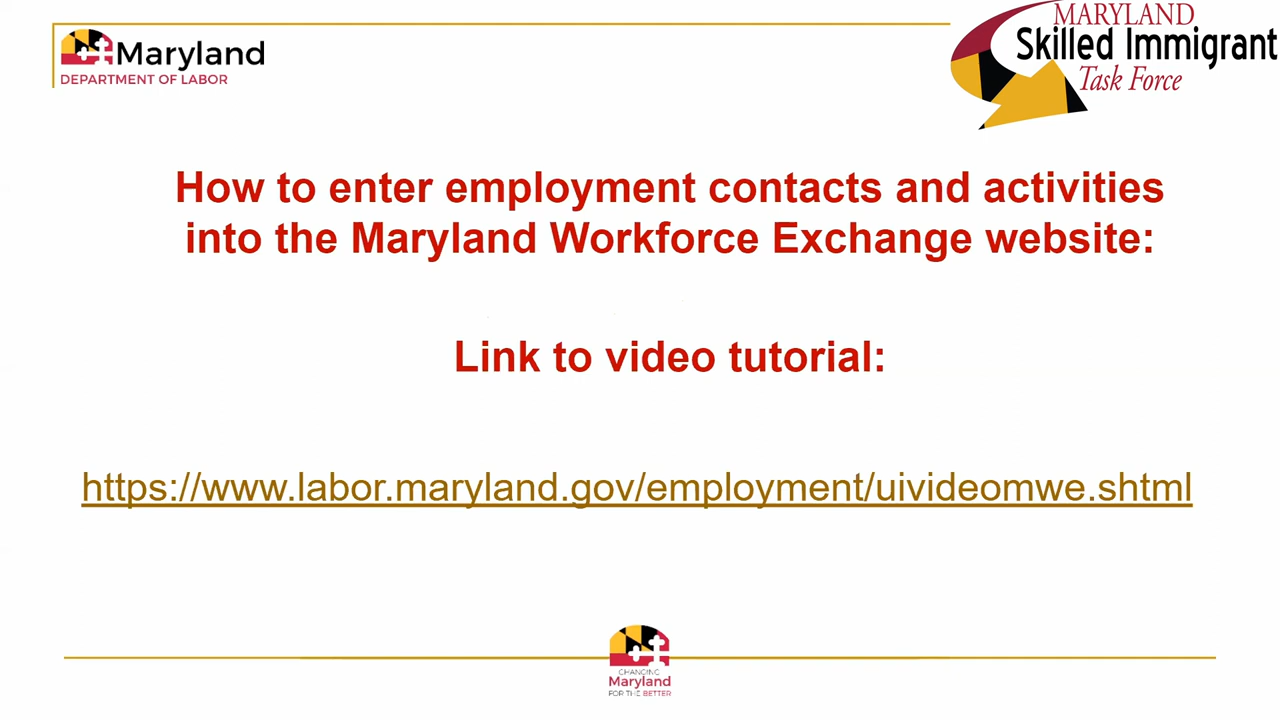 Maryland
DEPARTMENT OF LABOR
MARYLAND
Skilled Immigrant
Task Force
How to enter employment contacts and activities
into the Maryland Workforce Exchange website:
Link to video tutorial:
https://www.labor.maryland.gov/employment/uivideomwe.shtml
CHANGING
Maryland
FOR THE BETTER